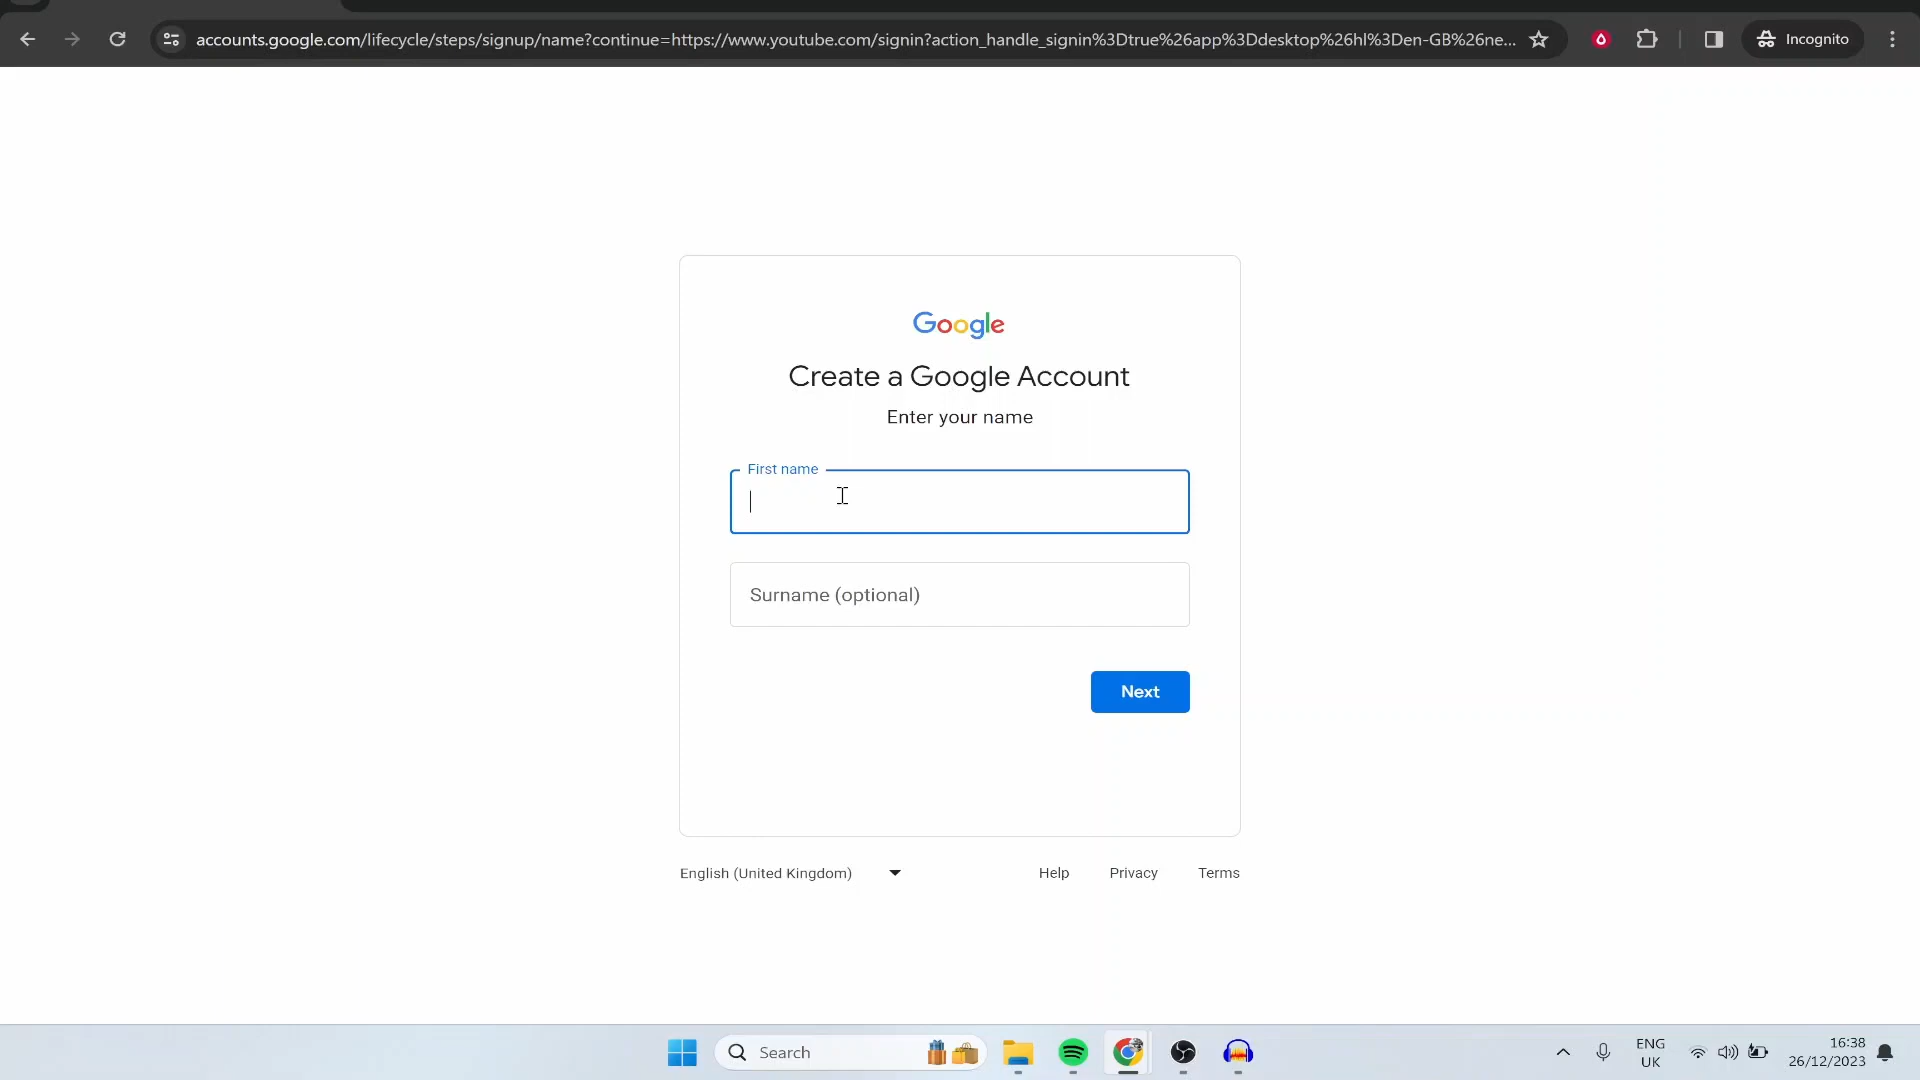 accounts.google.com/lifecycle/steps/signup/name?continue=https://www.youtube.com/signin?action_handle_signin%3Dtrue%26app%3Ddesktop%26hl%3Den-GB%26ne...
Incognito
Google
Create a Google Account
Enter your name
First name
Surname (optional)
Next
English (United Kingdom)
Help
Privacy
Terms
Search
ENG
UK
16:38
26/12/2023